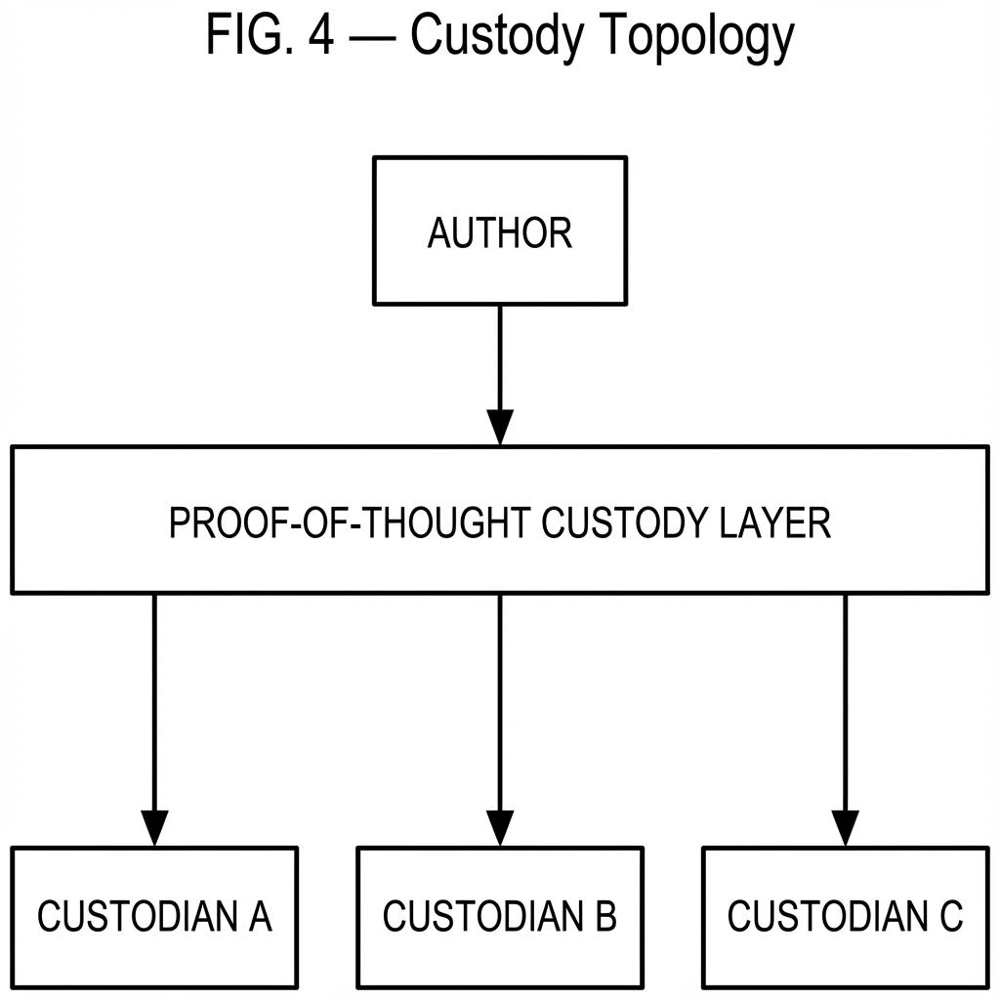 FIG. 4 — Custody Topology
AUTHOR
PROOF-OF-THOUGHT CUSTODY LAYER
CUSTODIAN A
CUSTODIAN B
CUSTODIAN C